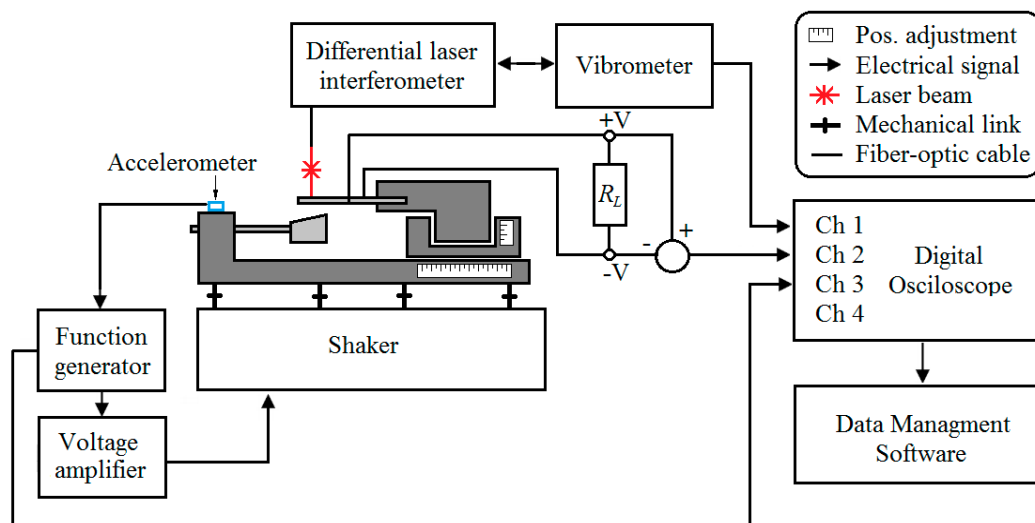 Differential laser
interferometer
Vibrometer
Pos. adjustment
Electrical signal
Laser beam
Mechanical link
Fiber-optic cable
Accelerometer
+V
R_L
-V
-
+
Ch 1
Ch 2
Ch 3
Ch 4
Digital
Osciloscope
Function
generator
Shaker
Voltage
amplifier
Data Managment
Software